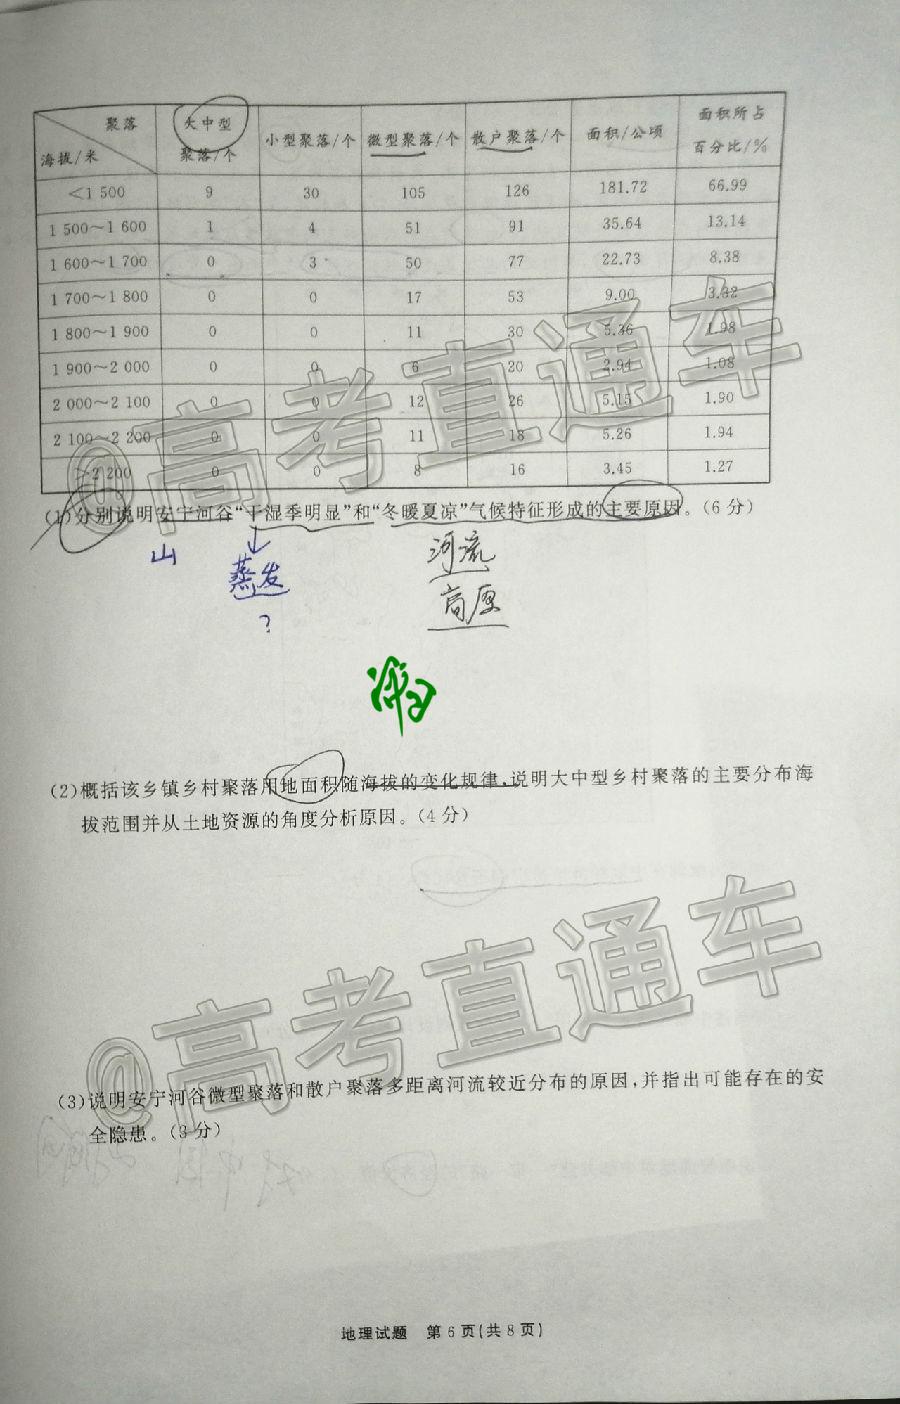 聚落 大中型 小型聚落/个 微型聚落/个 散户聚落/个 面积/公顷 面积所占
海拔/米 聚落/个 百分比/%
<1 500 9 30 105 126 181.72 66.99
1 500～1 600 1 4 51 91 35.64 13.14
1 600～1 700 0 3 50 77 22.73 8.38
1 700～1 800 0 0 17 53 9.00 3.32
1 800～1 900 0 0 11 30 5.36 1.98
1 900～2 000 0 0 6 20 2.94 1.08
2 000～2 100 0 0 12 26 5.15 1.90
2 100～2 200 0 0 11 18 5.26 1.94
>2 200 0 0 8 16 3.45 1.27
@高考直通车
(1)分别说明安宁河谷“干湿季明显”和“冬暖夏凉”气候特征形成的主要原因。(6分)
山 蒸发 河流
? 高原
(2)概括该乡镇乡村聚落用地面积随海拔的变化规律,说明大中型乡村聚落的主要分布海
拔范围并从土地资源的角度分析原因。(4分)
@高考直通车
(3)说明安宁河谷微型聚落和散户聚落多距离河流较近分布的原因,并指出可能存在的安
全隐患。(3分)
地理试题 第6页(共8页)